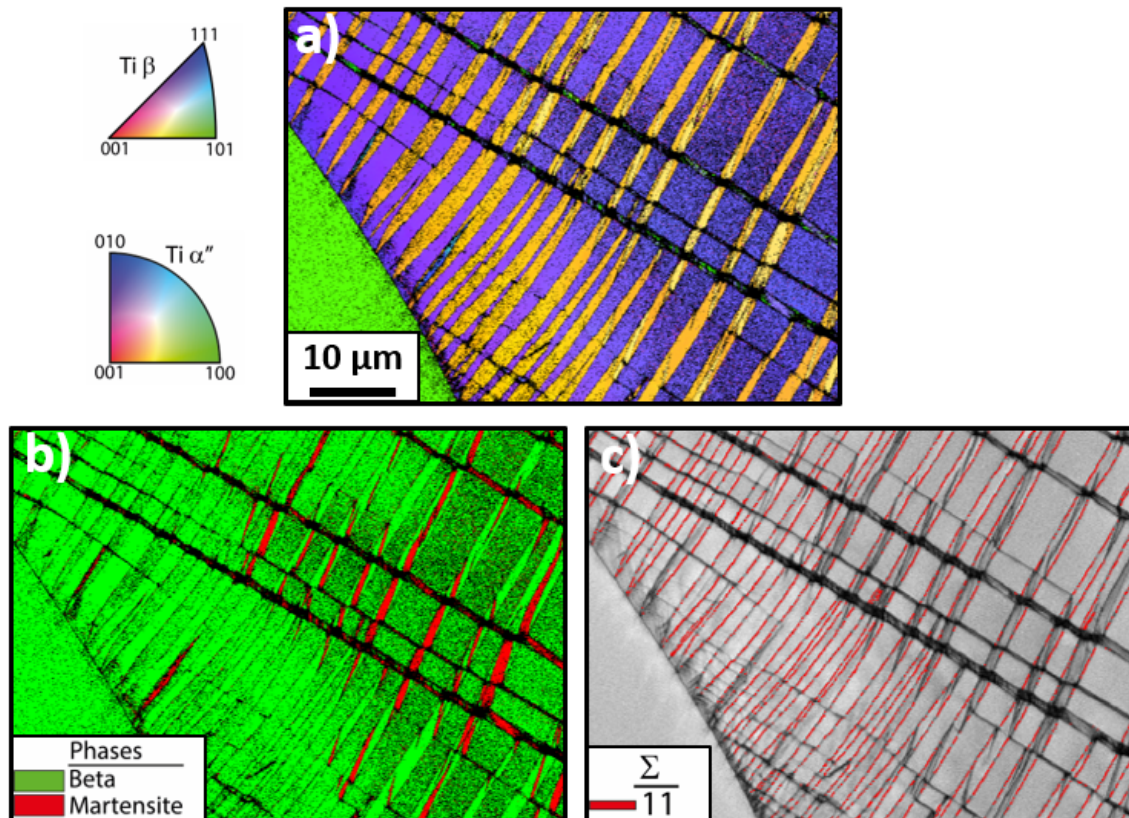 111
Ti β
001 101
010
Ti α″
001 100
a)
10 µm
b)
Phases
Beta
Martensite
c)
Σ
11